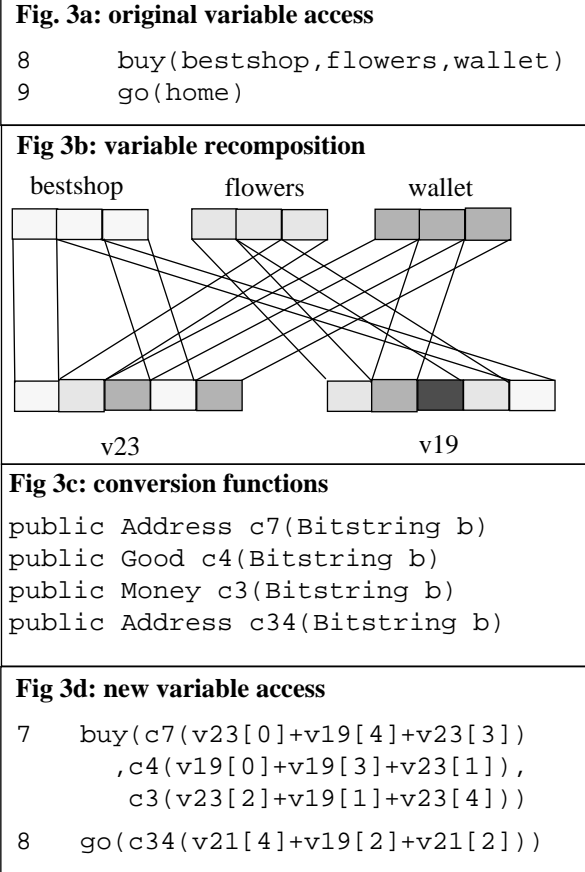 Fig. 3a: original variable access
8 buy(bestshop,flowers,wallet)
9 go(home)
Fig 3b: variable recomposition
bestshop flowers wallet
v23 v19
Fig 3c: conversion functions
public Address c7(Bitstring b)
public Good c4(Bitstring b)
public Money c3(Bitstring b)
public Address c34(Bitstring b)
Fig 3d: new variable access
7 buy(c7(v23[0]+v19[4]+v23[3])
,c4(v19[0]+v19[3]+v23[1]),
c3(v23[2]+v19[1]+v23[4]))
8 go(c34(v21[4]+v19[2]+v21[2]))